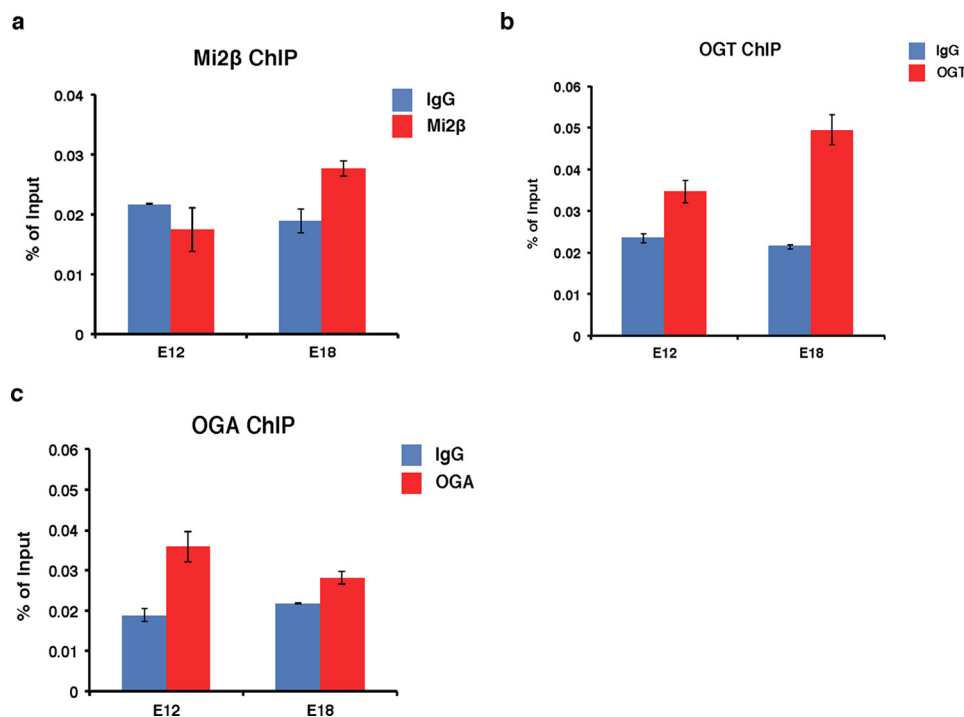 a
Mi2β ChIP
IgG
Mi2β
0.04
0.03
0.02
0.01
0
% of Input
E12
E18
b
OGT ChIP
IgG
OGT
0.06
0.05
0.04
0.03
0.02
0.01
0
% of Input
E12
E18
c
OGA ChIP
IgG
OGA
0.06
0.05
0.04
0.03
0.02
0.01
0
% of Input
E12
E18